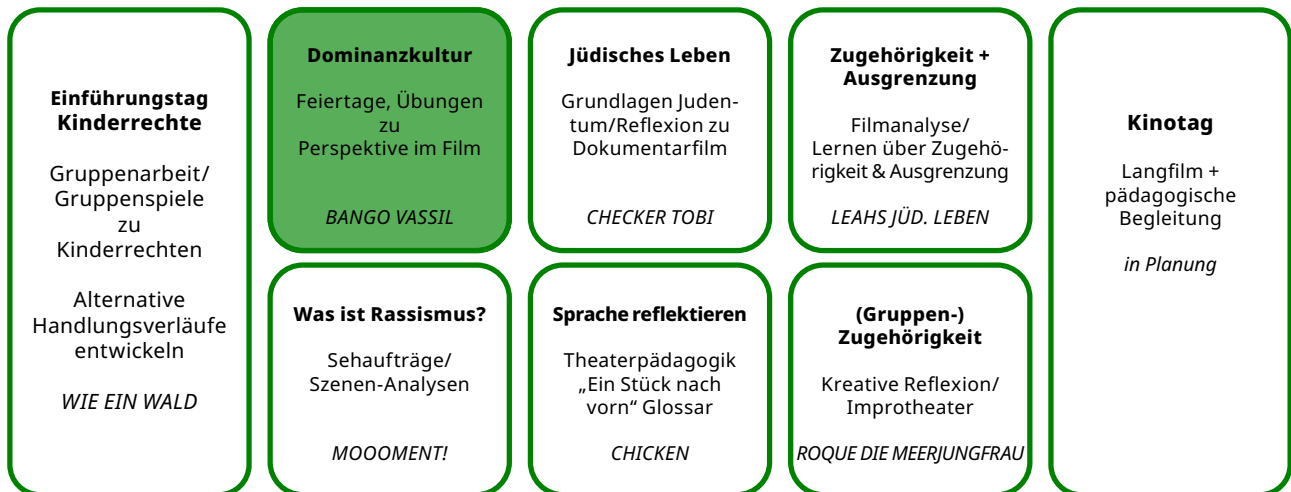 Einführungstag
Kinderrechte
Gruppenarbeit/
Gruppenspiele
zu
Kinderrechten
Alternative
Handlungsverläufe
entwickeln
WIE EIN WALD
Dominanzkultur
Feiertage, Übungen
zu
Perspektive im Film
BANGO VASSIL
Jüdisches Leben
Grundlagen Juden-
tum/Reflexion zu
Dokumentarfilm
CHECKER TOBI
Zugehörigkeit +
Ausgrenzung
Filmanalyse/
Lernen über Zugehö-
rigkeit & Ausgrenzung
LEAHS JÜD. LEBEN
Was ist Rassismus?
Sehaufträge/
Szenen-Analysen
MOOOMENT!
Sprache reflektieren
Theaterpädagogik
„Ein Stück nach
vorn“ Glossar
CHICKEN
(Gruppen-)
Zugehörigkeit
Kreative Reflexion/
Improtheater
ROQUE DIE MEERJUNGFRAU
Kinotag
Langfilm +
pädagogische
Begleitung
in Planung